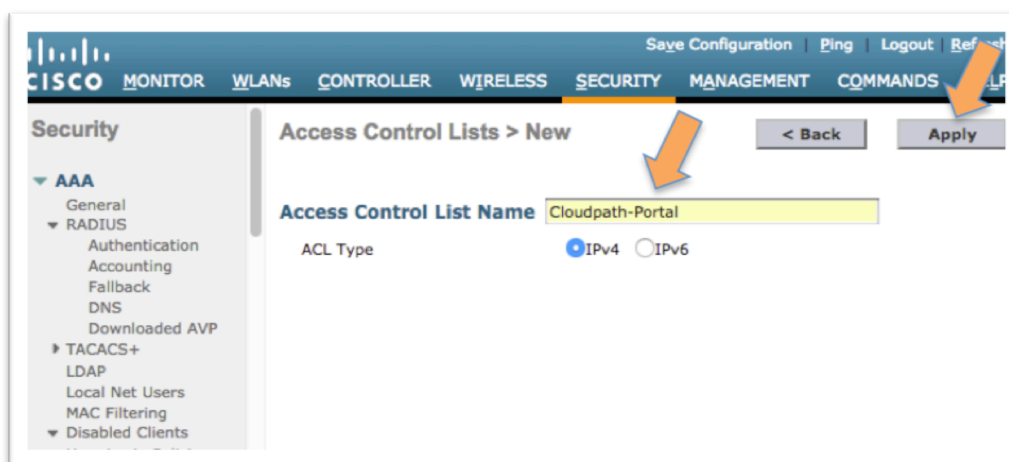 Save Configuration | Ping | Logout | Refresh
CISCO MONITOR WLANs CONTROLLER WIRELESS SECURITY MANAGEMENT COMMANDS
Security
Access Control Lists > New
< Back
Apply
AAA
General
RADIUS
Authentication
Accounting
Fallback
DNS
Downloaded AVP
TACACS+
LDAP
Local Net Users
MAC Filtering
Disabled Clients
Access Control List Name Cloudpath-Portal
ACL Type IPv4 IPv6